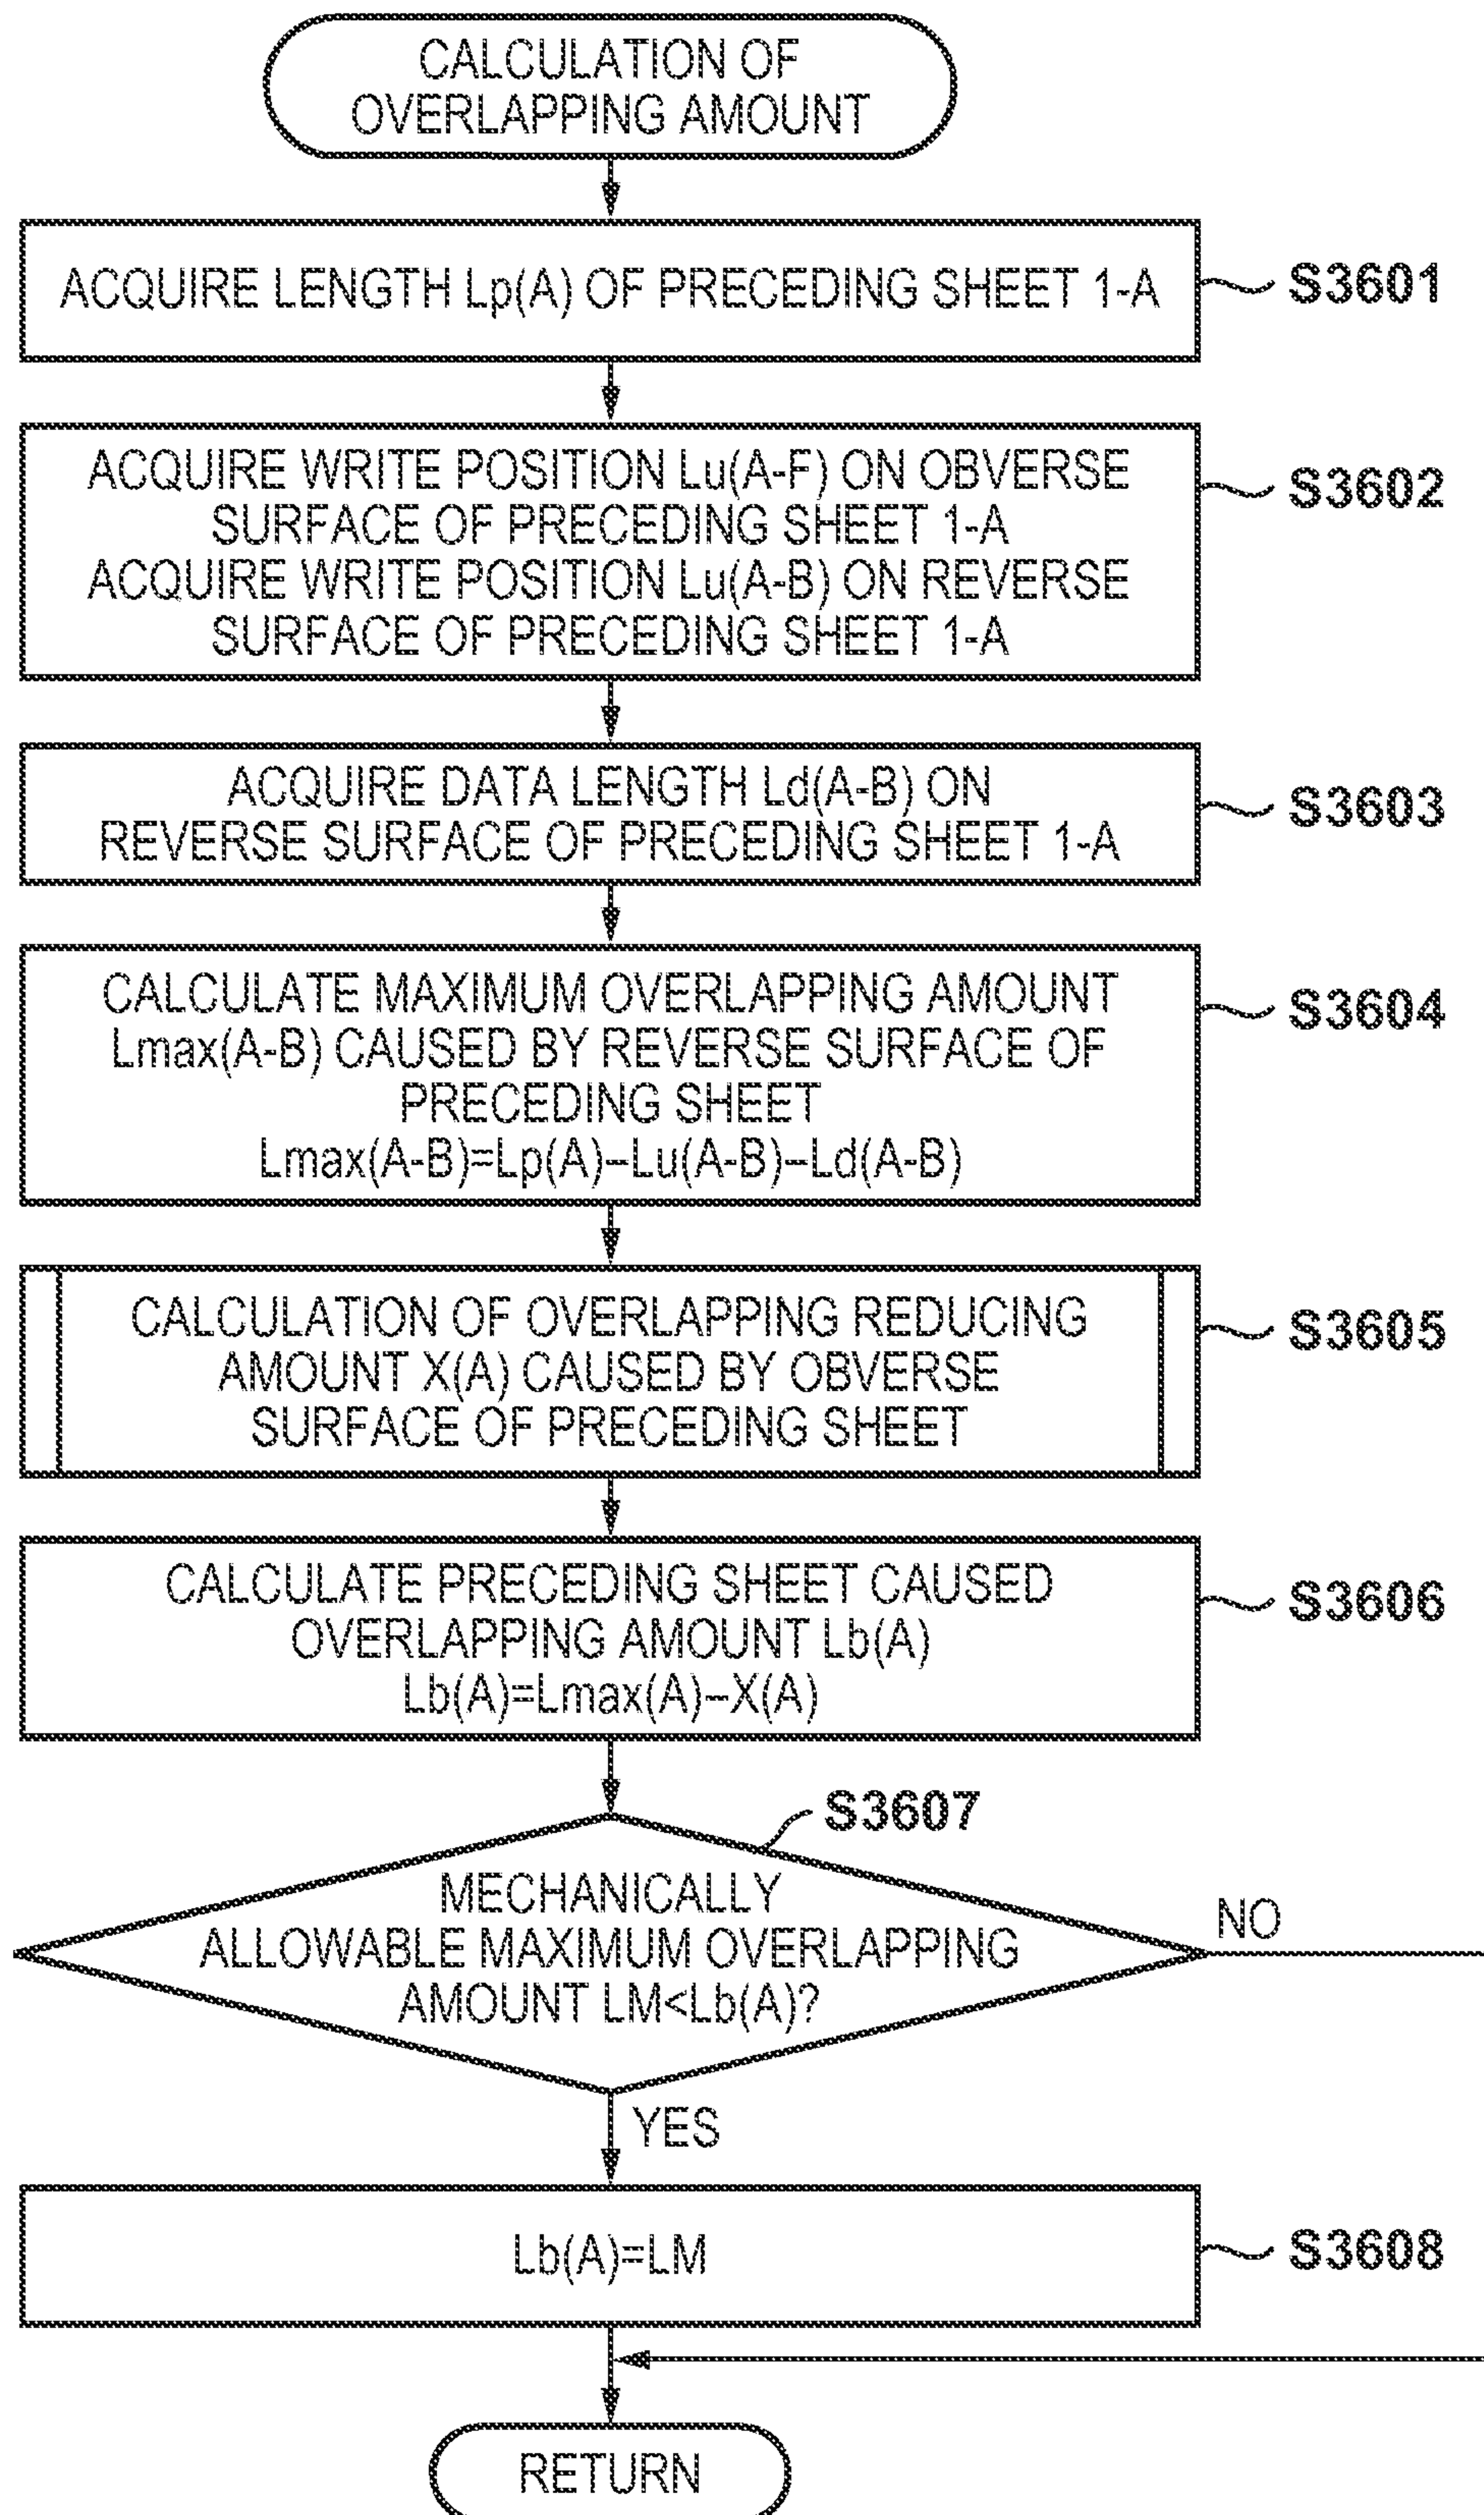 CALCULATION OF
OVERLAPPING AMOUNT
ACQUIRE LENGTH Lp(A) OF PRECEDING SHEET 1-A
S3601
ACQUIRE WRITE POSITION Lu(A-F) ON OBVERSE
SURFACE OF PRECEDING SHEET 1-A
ACQUIRE WRITE POSITION Lu(A-B) ON REVERSE
SURFACE OF PRECEDING SHEET 1-A
S3602
ACQUIRE DATA LENGTH Ld(A-B) ON
REVERSE SURFACE OF PRECEDING SHEET 1-A
S3603
CALCULATE MAXIMUM OVERLAPPING AMOUNT
Lmax(A-B) CAUSED BY REVERSE SURFACE OF
PRECEDING SHEET
Lmax(A-B)=Lp(A)–Lu(A-B)–Ld(A-B)
S3604
CALCULATION OF OVERLAPPING REDUCING
AMOUNT X(A) CAUSED BY OBVERSE
SURFACE OF PRECEDING SHEET
S3605
CALCULATE PRECEDING SHEET CAUSED
OVERLAPPING AMOUNT Lb(A)
Lb(A)=Lmax(A)–X(A)
S3606
S3607
MECHANICALLY
ALLOWABLE MAXIMUM OVERLAPPING
AMOUNT LM<Lb(A)?
NO
YES
Lb(A)=LM
S3608
RETURN